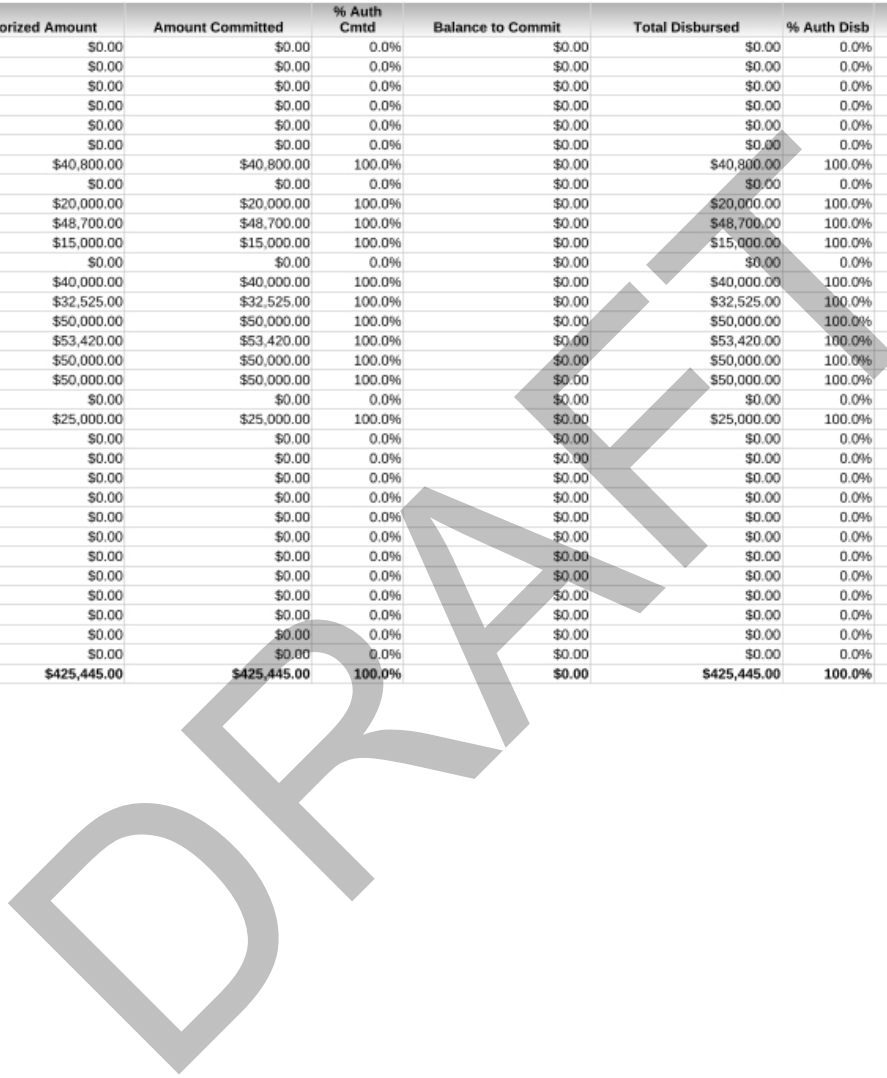 % Auth
orized Amount Amount Committed Cmtd Balance to Commit Total Disbursed % Auth Disb
$0.00 $0.00 0.0% $0.00 $0.00 0.0%
$0.00 $0.00 0.0% $0.00 $0.00 0.0%
$0.00 $0.00 0.0% $0.00 $0.00 0.0%
$0.00 $0.00 0.0% $0.00 $0.00 0.0%
$0.00 $0.00 0.0% $0.00 $0.00 0.0%
$0.00 $0.00 0.0% $0.00 $0.00 0.0%
$40,800.00 $40,800.00 100.0% $0.00 $40,800.00 100.0%
$0.00 $0.00 0.0% $0.00 $0.00 0.0%
$20,000.00 $20,000.00 100.0% $0.00 $20,000.00 100.0%
$48,700.00 $48,700.00 100.0% $0.00 $48,700.00 100.0%
$15,000.00 $15,000.00 100.0% $0.00 $15,000.00 100.0%
$0.00 $0.00 0.0% $0.00 $0.00 0.0%
$40,000.00 $40,000.00 100.0% $0.00 $40,000.00 100.0%
$32,525.00 $32,525.00 100.0% $0.00 $32,525.00 100.0%
$50,000.00 $50,000.00 100.0% $0.00 $50,000.00 100.0%
$53,420.00 $53,420.00 100.0% $0.00 $53,420.00 100.0%
$50,000.00 $50,000.00 100.0% $0.00 $50,000.00 100.0%
$50,000.00 $50,000.00 100.0% $0.00 $50,000.00 100.0%
$0.00 $0.00 0.0% $0.00 $0.00 0.0%
$25,000.00 $25,000.00 100.0% $0.00 $25,000.00 100.0%
$0.00 $0.00 0.0% $0.00 $0.00 0.0%
$0.00 $0.00 0.0% $0.00 $0.00 0.0%
$0.00 $0.00 0.0% $0.00 $0.00 0.0%
$0.00 $0.00 0.0% $0.00 $0.00 0.0%
$0.00 $0.00 0.0% $0.00 $0.00 0.0%
$0.00 $0.00 0.0% $0.00 $0.00 0.0%
$0.00 $0.00 0.0% $0.00 $0.00 0.0%
$0.00 $0.00 0.0% $0.00 $0.00 0.0%
$0.00 $0.00 0.0% $0.00 $0.00 0.0%
$0.00 $0.00 0.0% $0.00 $0.00 0.0%
$0.00 $0.00 0.0% $0.00 $0.00 0.0%
$0.00 $0.00 0.0% $0.00 $0.00 0.0%
$425,445.00 $425,445.00 100.0% $0.00 $425,445.00 100.0%
DRAFT